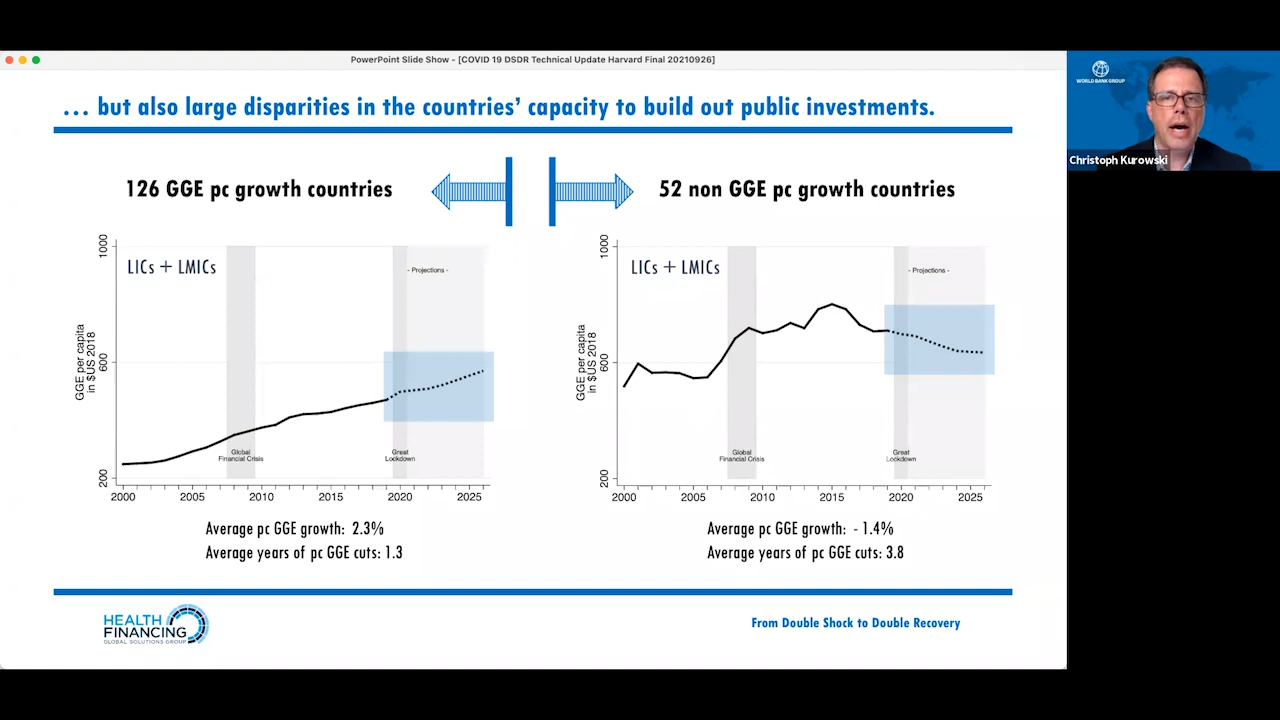 PowerPoint Slide Show - [COVID 19 DSDR Technical Update Harvard Final 20210926]
WORLD BANK GROUP
Christoph Kurowski
… but also large disparities in the countries’ capacity to build out public investments.
126 GGE pc growth countries
52 non GGE pc growth countries
LICs + LMICs
- Projections -
GGE per capita
in $US 2018
1000
600
200
Global
Financial Crisis
Great
Lockdown
2000 2005 2010 2015 2020 2025
Average pc GGE growth: 2.3%
Average years of pc GGE cuts: 1.3
LICs + LMICs
- Projections -
GGE per capita
in $US 2018
1000
600
200
Global
Financial Crisis
Great
Lockdown
2000 2005 2010 2015 2020 2025
Average pc GGE growth: - 1.4%
Average years of pc GGE cuts: 3.8
HEALTH
FINANCING
GLOBAL SOLUTIONS GROUP
From Double Shock to Double Recovery